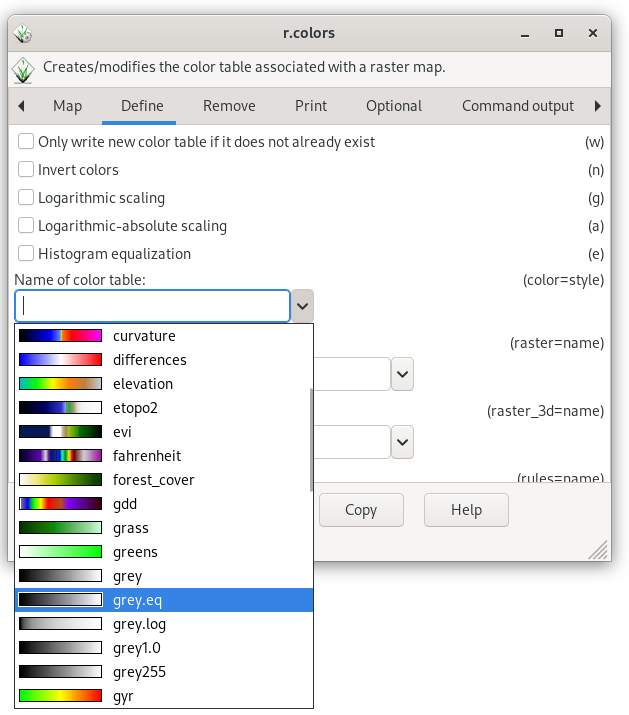 r.colors
Creates/modifies the color table associated with a raster map.
Map Define Remove Print Optional Command output
Only write new color table if it does not already exist (w)
Invert colors (n)
Logarithmic scaling (g)
Logarithmic-absolute scaling (a)
Histogram equalization (e)
Name of color table: (color=style)
(raster=name)
(raster_3d=name)
(rules=name)
curvature
differences
elevation
etopo2
evi
fahrenheit
forest_cover
gdd
grass
greens
grey
grey.eq
grey.log
grey1.0
grey255
gyr
Copy Help